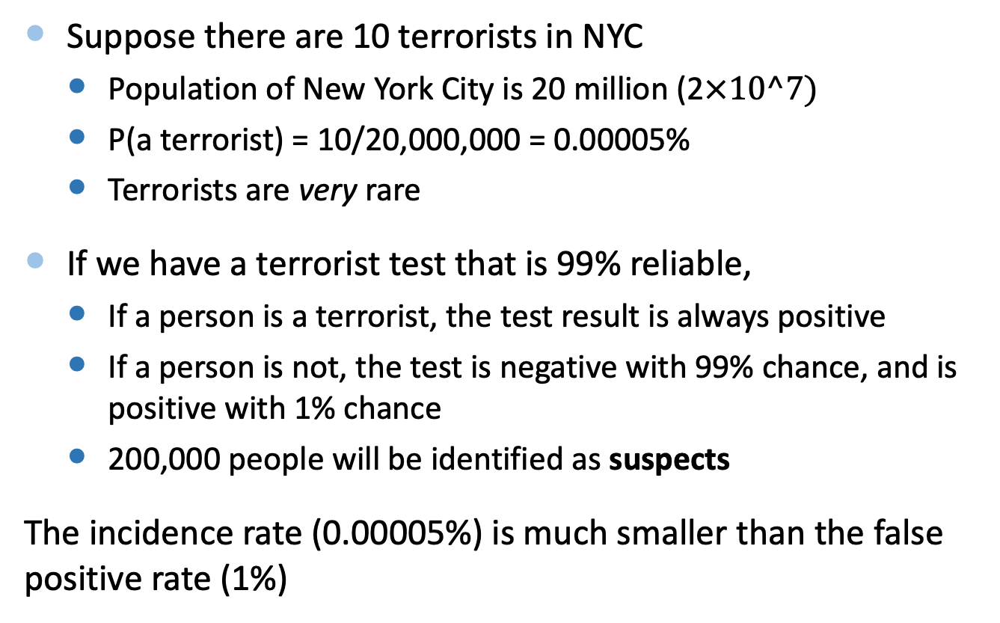 Suppose there are 10 terrorists in NYC
Population of New York City is 20 million (2×10^7)
P(a terrorist) = 10/20,000,000 = 0.00005%
Terrorists are very rare
If we have a terrorist test that is 99% reliable,
If a person is a terrorist, the test result is always positive
If a person is not, the test is negative with 99% chance, and is
positive with 1% chance
200,000 people will be identified as suspects
The incidence rate (0.00005%) is much smaller than the false
positive rate (1%)